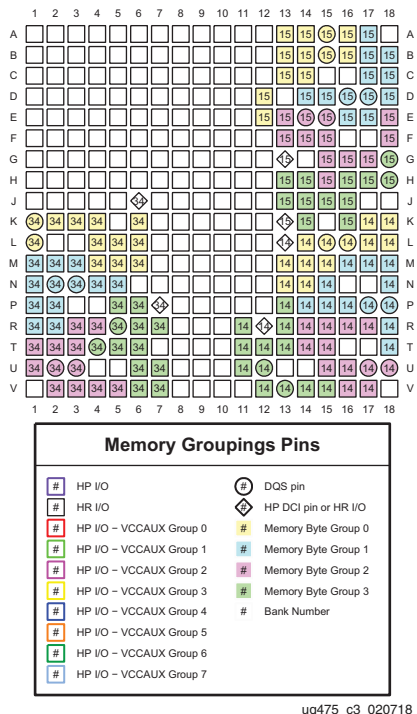 1 2 3 4 5 6 7 8 9 10 11 12 13 14 15 16 17 18
A 15 15 15 15 15 A
B 15 15 15 15 15 15 B
C 15 15 15 15 C
D 15 15 15 15 15 15 D
E 15 15 15 15 15 15 15 E
F 15 15 15 15 F
G 15 15 15 15 15 G
H 15 15 15 15 15 15 H
J 34 15 15 15 15 J
K 34 34 34 34 34 15 15 15 14 14 K
L 34 34 34 34 14 14 14 14 14 14 L
M 34 34 34 34 34 34 14 14 14 14 14 14 M
N 34 34 34 34 34 14 14 14 14 N
P 34 34 34 34 34 14 14 14 14 14 14 P
R 34 34 34 34 34 34 34 14 14 14 14 14 14 14 14 R
T 34 34 34 34 34 34 34 14 14 14 14 14 14 T
U 34 34 34 34 34 14 14 14 14 14 14 U
V 34 34 34 34 34 34 14 14 14 14 14 14 V
1 2 3 4 5 6 7 8 9 10 11 12 13 14 15 16 17 18
Memory Groupings Pins
# HP I/O
# HR I/O
# HP I/O – VCCAUX Group 0
# HP I/O – VCCAUX Group 1
# HP I/O – VCCAUX Group 2
# HP I/O – VCCAUX Group 3
# HP I/O – VCCAUX Group 4
# HP I/O – VCCAUX Group 5
# HP I/O – VCCAUX Group 6
# HP I/O – VCCAUX Group 7
# DQS pin
# HP DCI pin or HR I/O
# Memory Byte Group 0
# Memory Byte Group 1
# Memory Byte Group 2
# Memory Byte Group 3
# Bank Number
ug475_c3_020718